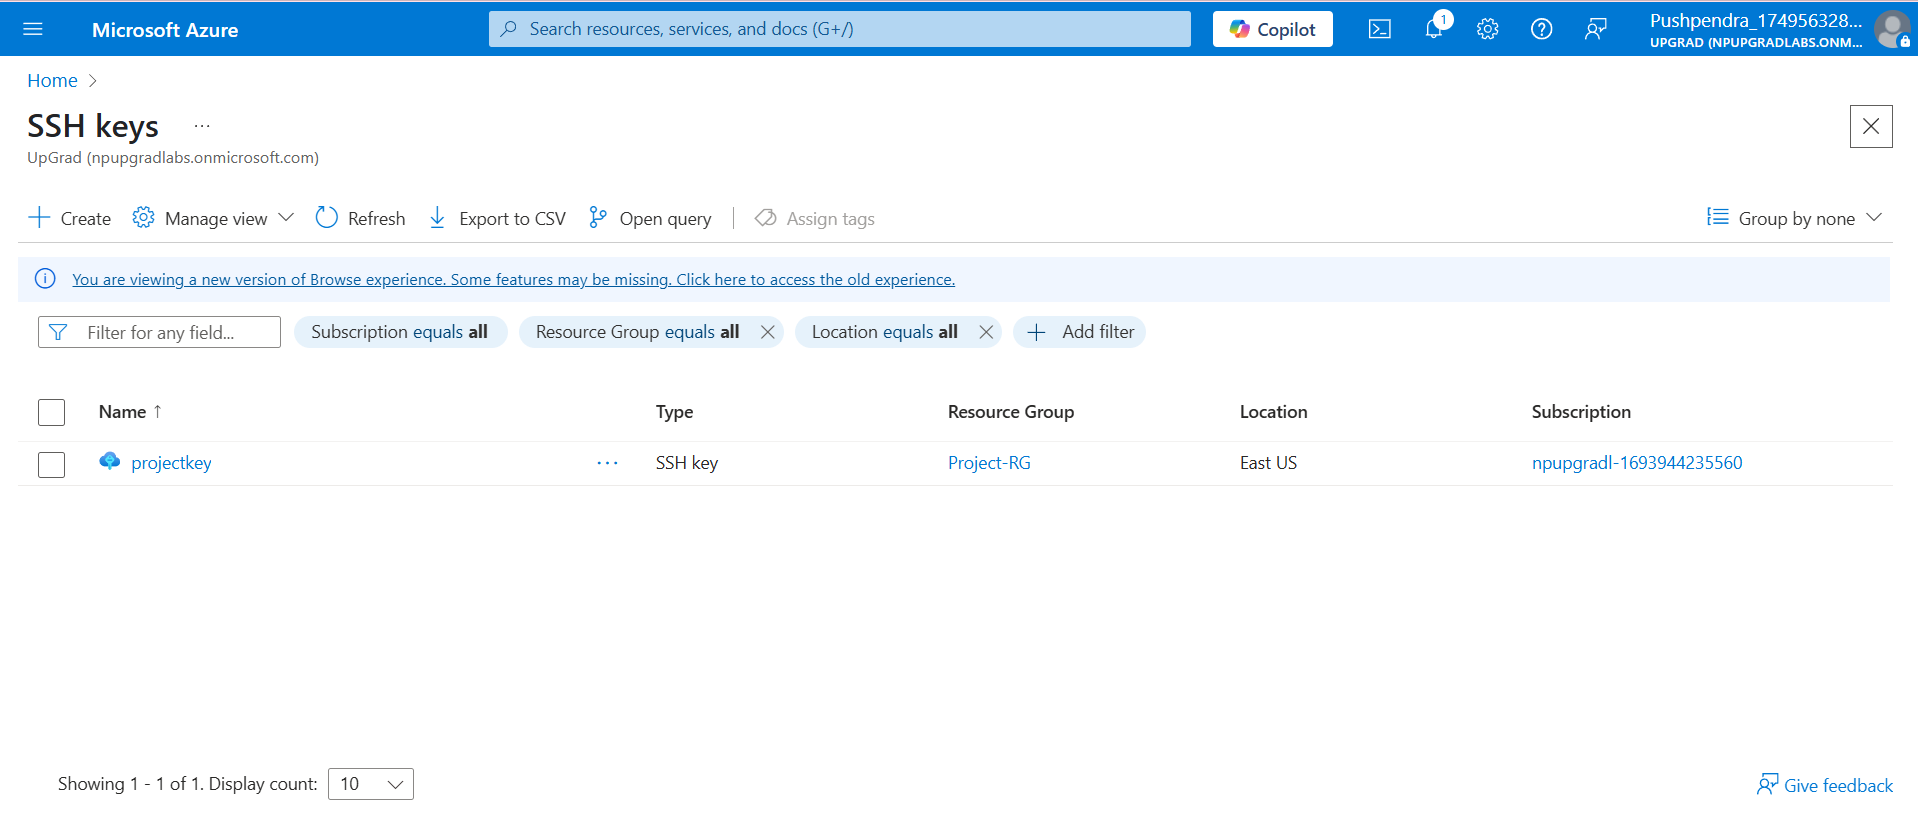 Microsoft Azure
Search resources, services, and docs (G+/)
Copilot
1
Pushpendra_174956328...
UPGRAD (NPUPGRADLABS.ONM...
Home
SSH keys ...
UpGrad (npupgradlabs.onmicrosoft.com)
Create Manage view Refresh Export to CSV Open query Assign tags Group by none
You are viewing a new version of Browse experience. Some features may be missing. Click here to access the old experience.
Filter for any field... Subscription equals all Resource Group equals all Location equals all Add filter
Name ↑ Type Resource Group Location Subscription
projectkey ... SSH key Project-RG East US npupgradl-1693944235560
Showing 1 - 1 of 1. Display count: 10
Give feedback